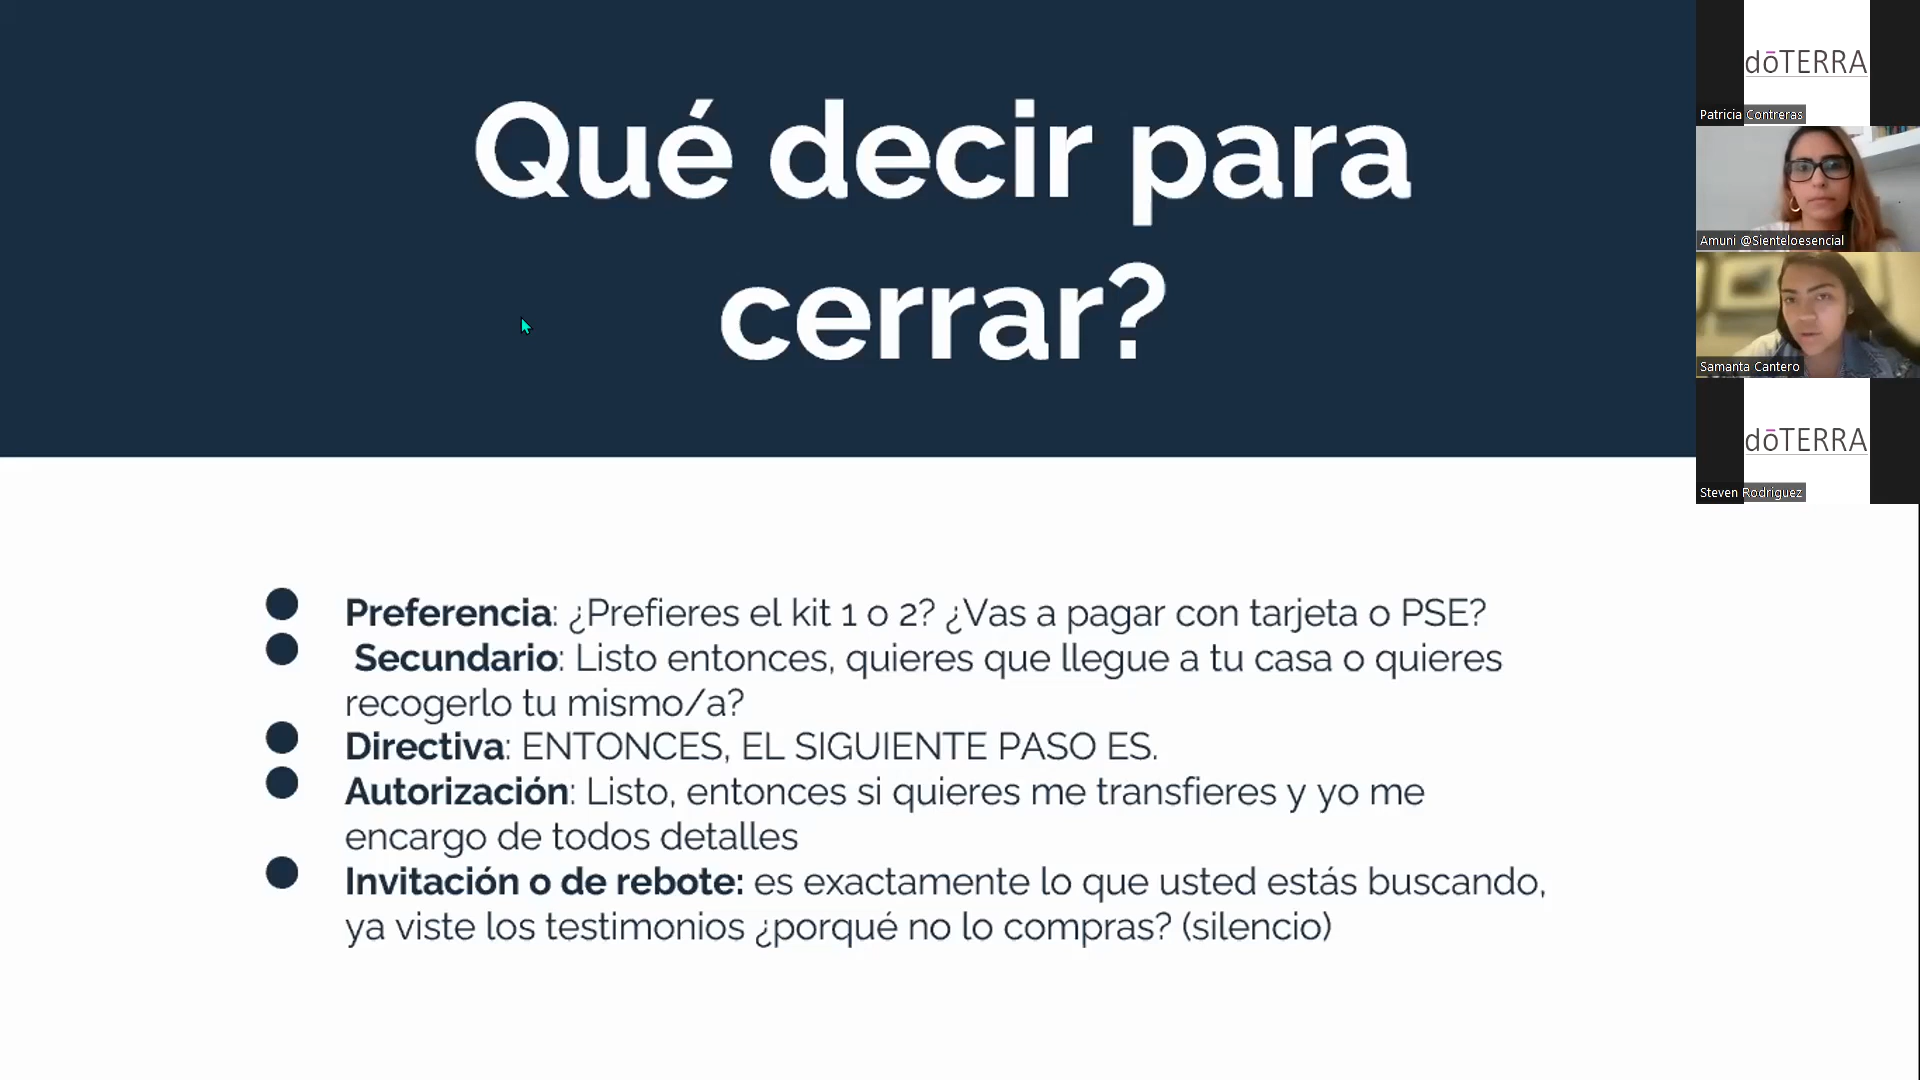 Qué decir para
cerrar?
Preferencia: ¿Prefieres el kit 1 o 2? ¿Vas a pagar con tarjeta o PSE?
Secundario: Listo entonces, quieres que llegue a tu casa o quieres
recogerlo tu mismo/a?
Directiva: ENTONCES, EL SIGUIENTE PASO ES.
Autorización: Listo, entonces si quieres me transfieres y yo me
encargo de todos detalles
Invitación o de rebote: es exactamente lo que usted estás buscando,
ya viste los testimonios ¿porqué no lo compras? (silencio)
dōTERRA
Patricia Contreras
Amuni @Sienteloesencial
Samanta Cantero
dōTERRA
Steven Rodriguez